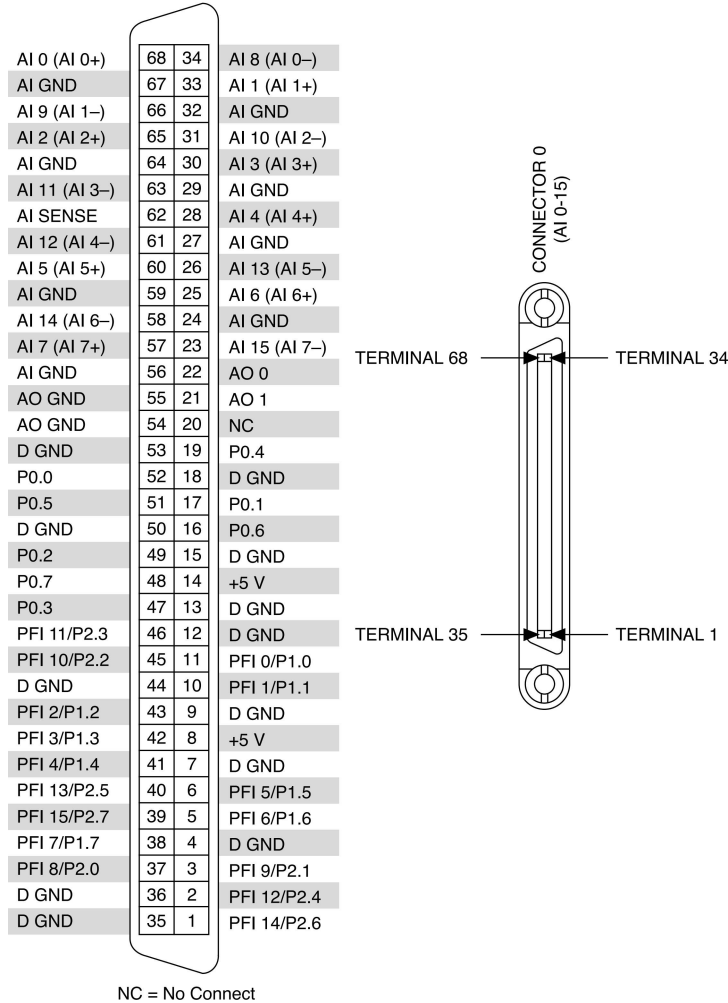 AI 0 (AI 0+) 68 34 AI 8 (AI 0–)
AI GND 67 33 AI 1 (AI 1+)
AI 9 (AI 1–) 66 32 AI GND
AI 2 (AI 2+) 65 31 AI 10 (AI 2–)
AI GND 64 30 AI 3 (AI 3+)
AI 11 (AI 3–) 63 29 AI GND
AI SENSE 62 28 AI 4 (AI 4+)
AI 12 (AI 4–) 61 27 AI GND
AI 5 (AI 5+) 60 26 AI 13 (AI 5–)
AI GND 59 25 AI 6 (AI 6+)
AI 14 (AI 6–) 58 24 AI GND
AI 7 (AI 7+) 57 23 AI 15 (AI 7–)
AI GND 56 22 AO 0
AO GND 55 21 AO 1
AO GND 54 20 NC
D GND 53 19 P0.4
P0.0 52 18 D GND
P0.5 51 17 P0.1
D GND 50 16 P0.6
P0.2 49 15 D GND
P0.7 48 14 +5 V
P0.3 47 13 D GND
PFI 11/P2.3 46 12 D GND
PFI 10/P2.2 45 11 PFI 0/P1.0
D GND 44 10 PFI 1/P1.1
PFI 2/P1.2 43 9 D GND
PFI 3/P1.3 42 8 +5 V
PFI 4/P1.4 41 7 D GND
PFI 13/P2.5 40 6 PFI 5/P1.5
PFI 15/P2.7 39 5 PFI 6/P1.6
PFI 7/P1.7 38 4 D GND
PFI 8/P2.0 37 3 PFI 9/P2.1
D GND 36 2 PFI 12/P2.4
D GND 35 1 PFI 14/P2.6
NC = No Connect
CONNECTOR 0
(AI 0-15)
TERMINAL 68
TERMINAL 34
TERMINAL 35
TERMINAL 1